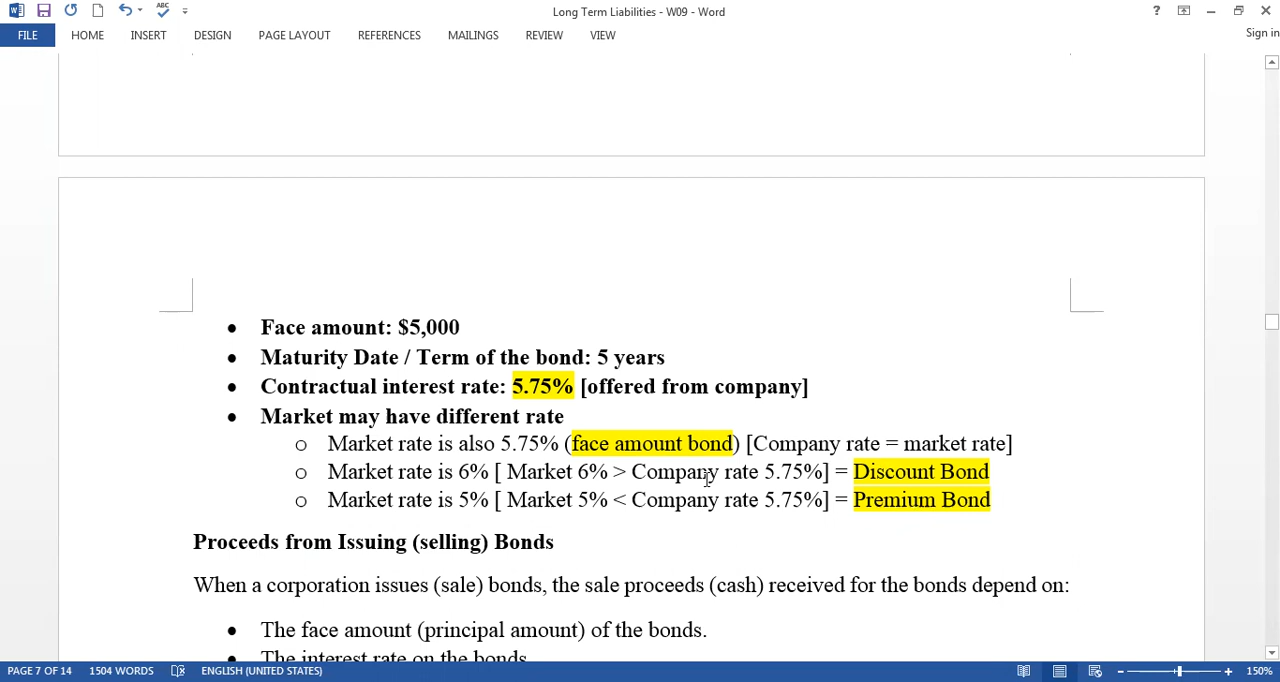 Long Term Liabilities - W09 - Word
FILE HOME INSERT DESIGN PAGE LAYOUT REFERENCES MAILINGS REVIEW VIEW Sign in
• Face amount: $5,000
• Maturity Date / Term of the bond: 5 years
• Contractual interest rate: 5.75% [offered from company]
• Market may have different rate
o Market rate is also 5.75% (face amount bond) [Company rate = market rate]
o Market rate is 6% [ Market 6% > Company rate 5.75%] = Discount Bond
o Market rate is 5% [ Market 5% < Company rate 5.75%] = Premium Bond
Proceeds from Issuing (selling) Bonds
When a corporation issues (sale) bonds, the sale proceeds (cash) received for the bonds depend on:
• The face amount (principal amount) of the bonds.
• The interest rate on the bonds.
PAGE 7 OF 14 1504 WORDS ENGLISH (UNITED STATES) 150%